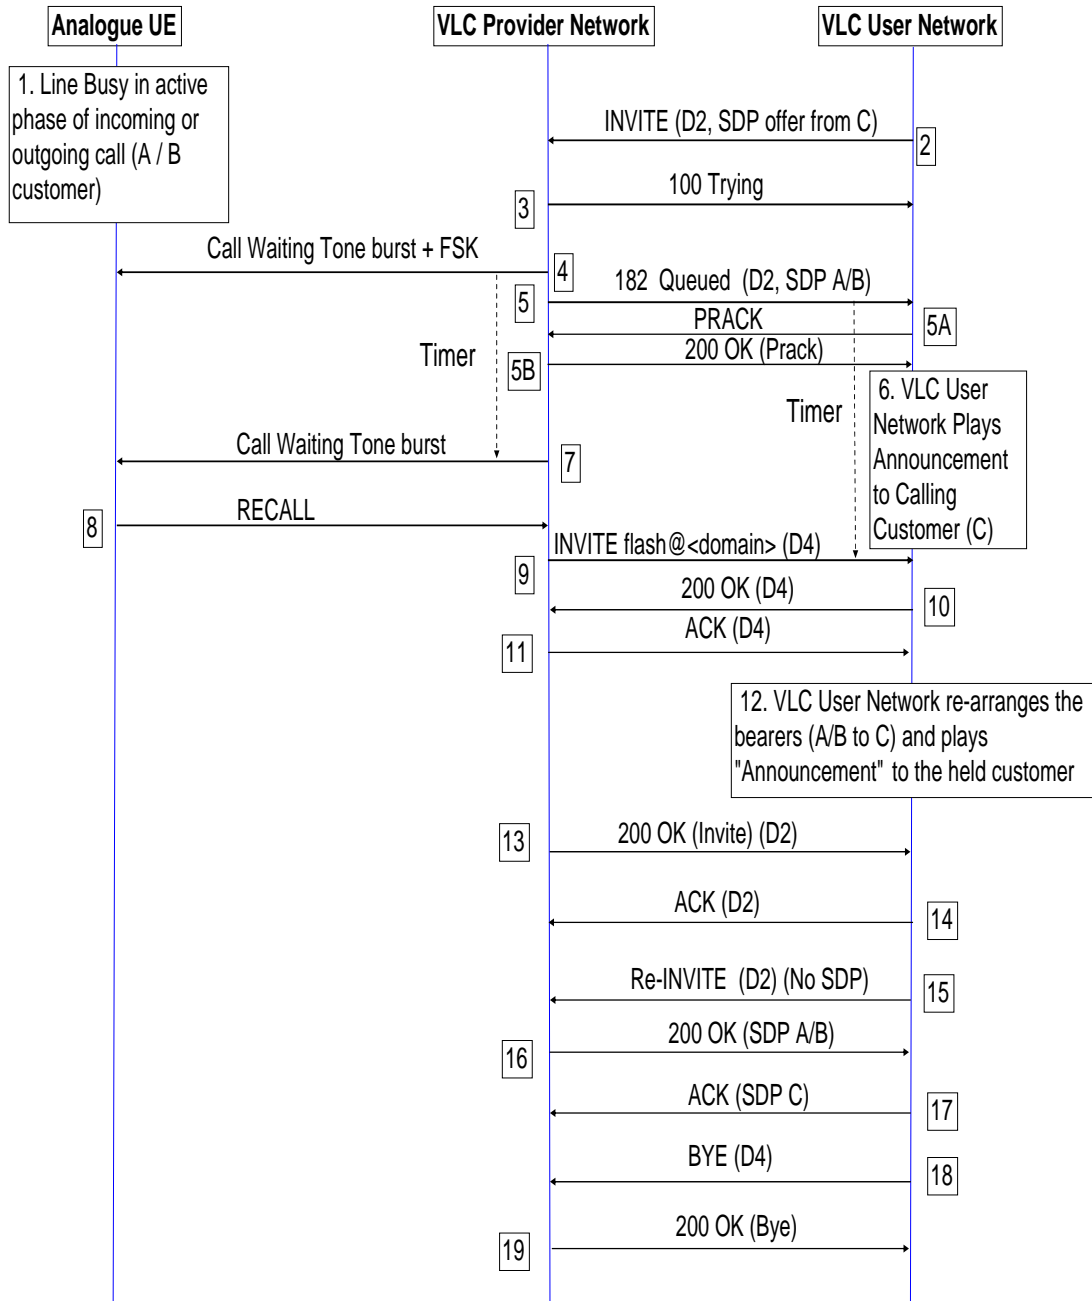 Analogue UE
VLC Provider Network
VLC User Network
1. Line Busy in active
phase of incoming or
outgoing call (A / B
customer)
INVITE (D2, SDP offer from C)
2
100 Trying
3
Call Waiting Tone burst + FSK
4
182  Queued  (D2, SDP A/B)
5
PRACK
5A
200 OK (Prack)
5B
Timer
Timer
6. VLC User
Network Plays
Announcement
to Calling
Customer (C)
Call Waiting Tone burst
7
RECALL
8
INVITE flash@<domain> (D4)
9
200 OK (D4)
10
ACK (D4)
11
12. VLC User Network re-arranges the
bearers (A/B to C) and plays
"Announcement"  to the held customer
200 OK (Invite) (D2)
13
ACK (D2)
14
Re-INVITE  (D2) (No SDP)
15
200 OK (SDP A/B)
16
ACK (SDP C)
17
BYE (D4)
18
200 OK (Bye)
19